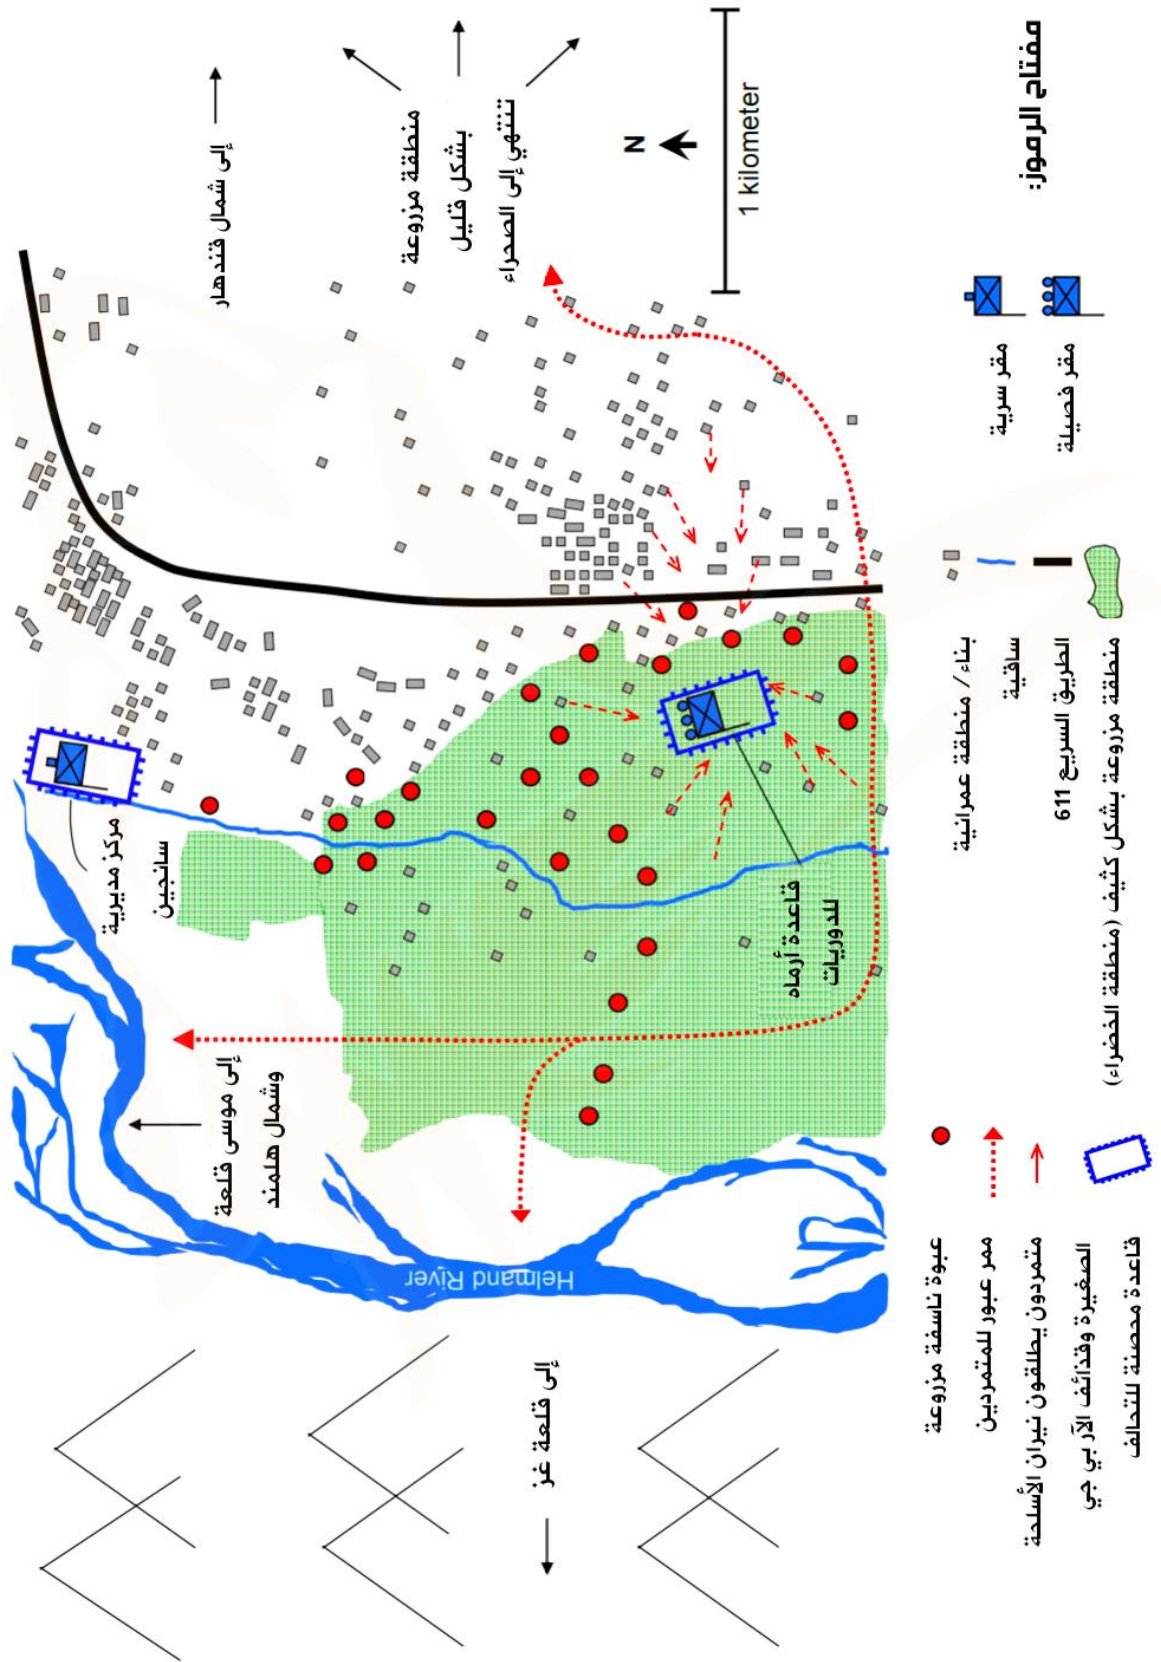 إلى شمال قندهار
منطقة مزروعة
بشكل قليل
تنتهي إلى الصحراء
N
1 kilometer
مركز مديرية
سانجين
قاعدة أرماه
للدوريات
إلى موسى قلعة
وشمال هلمند
Helmand River
إلى قلعة غز
مفتاح الرموز:
مقر سرية
مقر فصيلة
بناء / منطقة عمرانية
ساقية
الطريق السريع 611
منطقة مزروعة بشكل كثيف (منطقة الخضراء)
عبوة ناسفة مزروعة
ممر عبور للمتمردين
متمردون يطلقون نيران الأسلحة
الصغيرة وقذائف الآر بي جي
قاعدة محصنة للتحالف